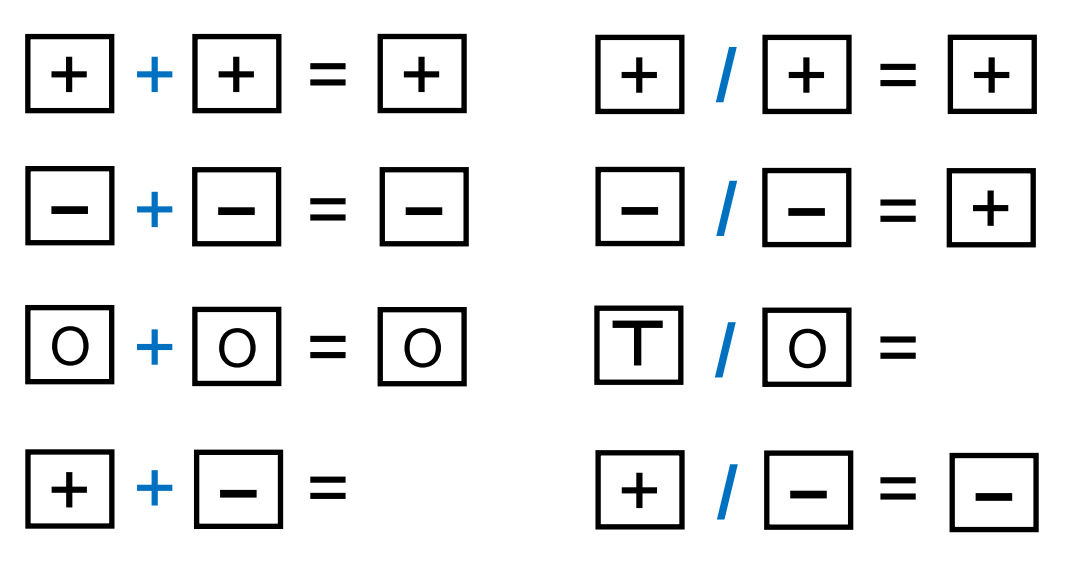 + + + = + + / + = +
− + − = − − / − = +
O + O = O T / O =
+ + − = + / − = −